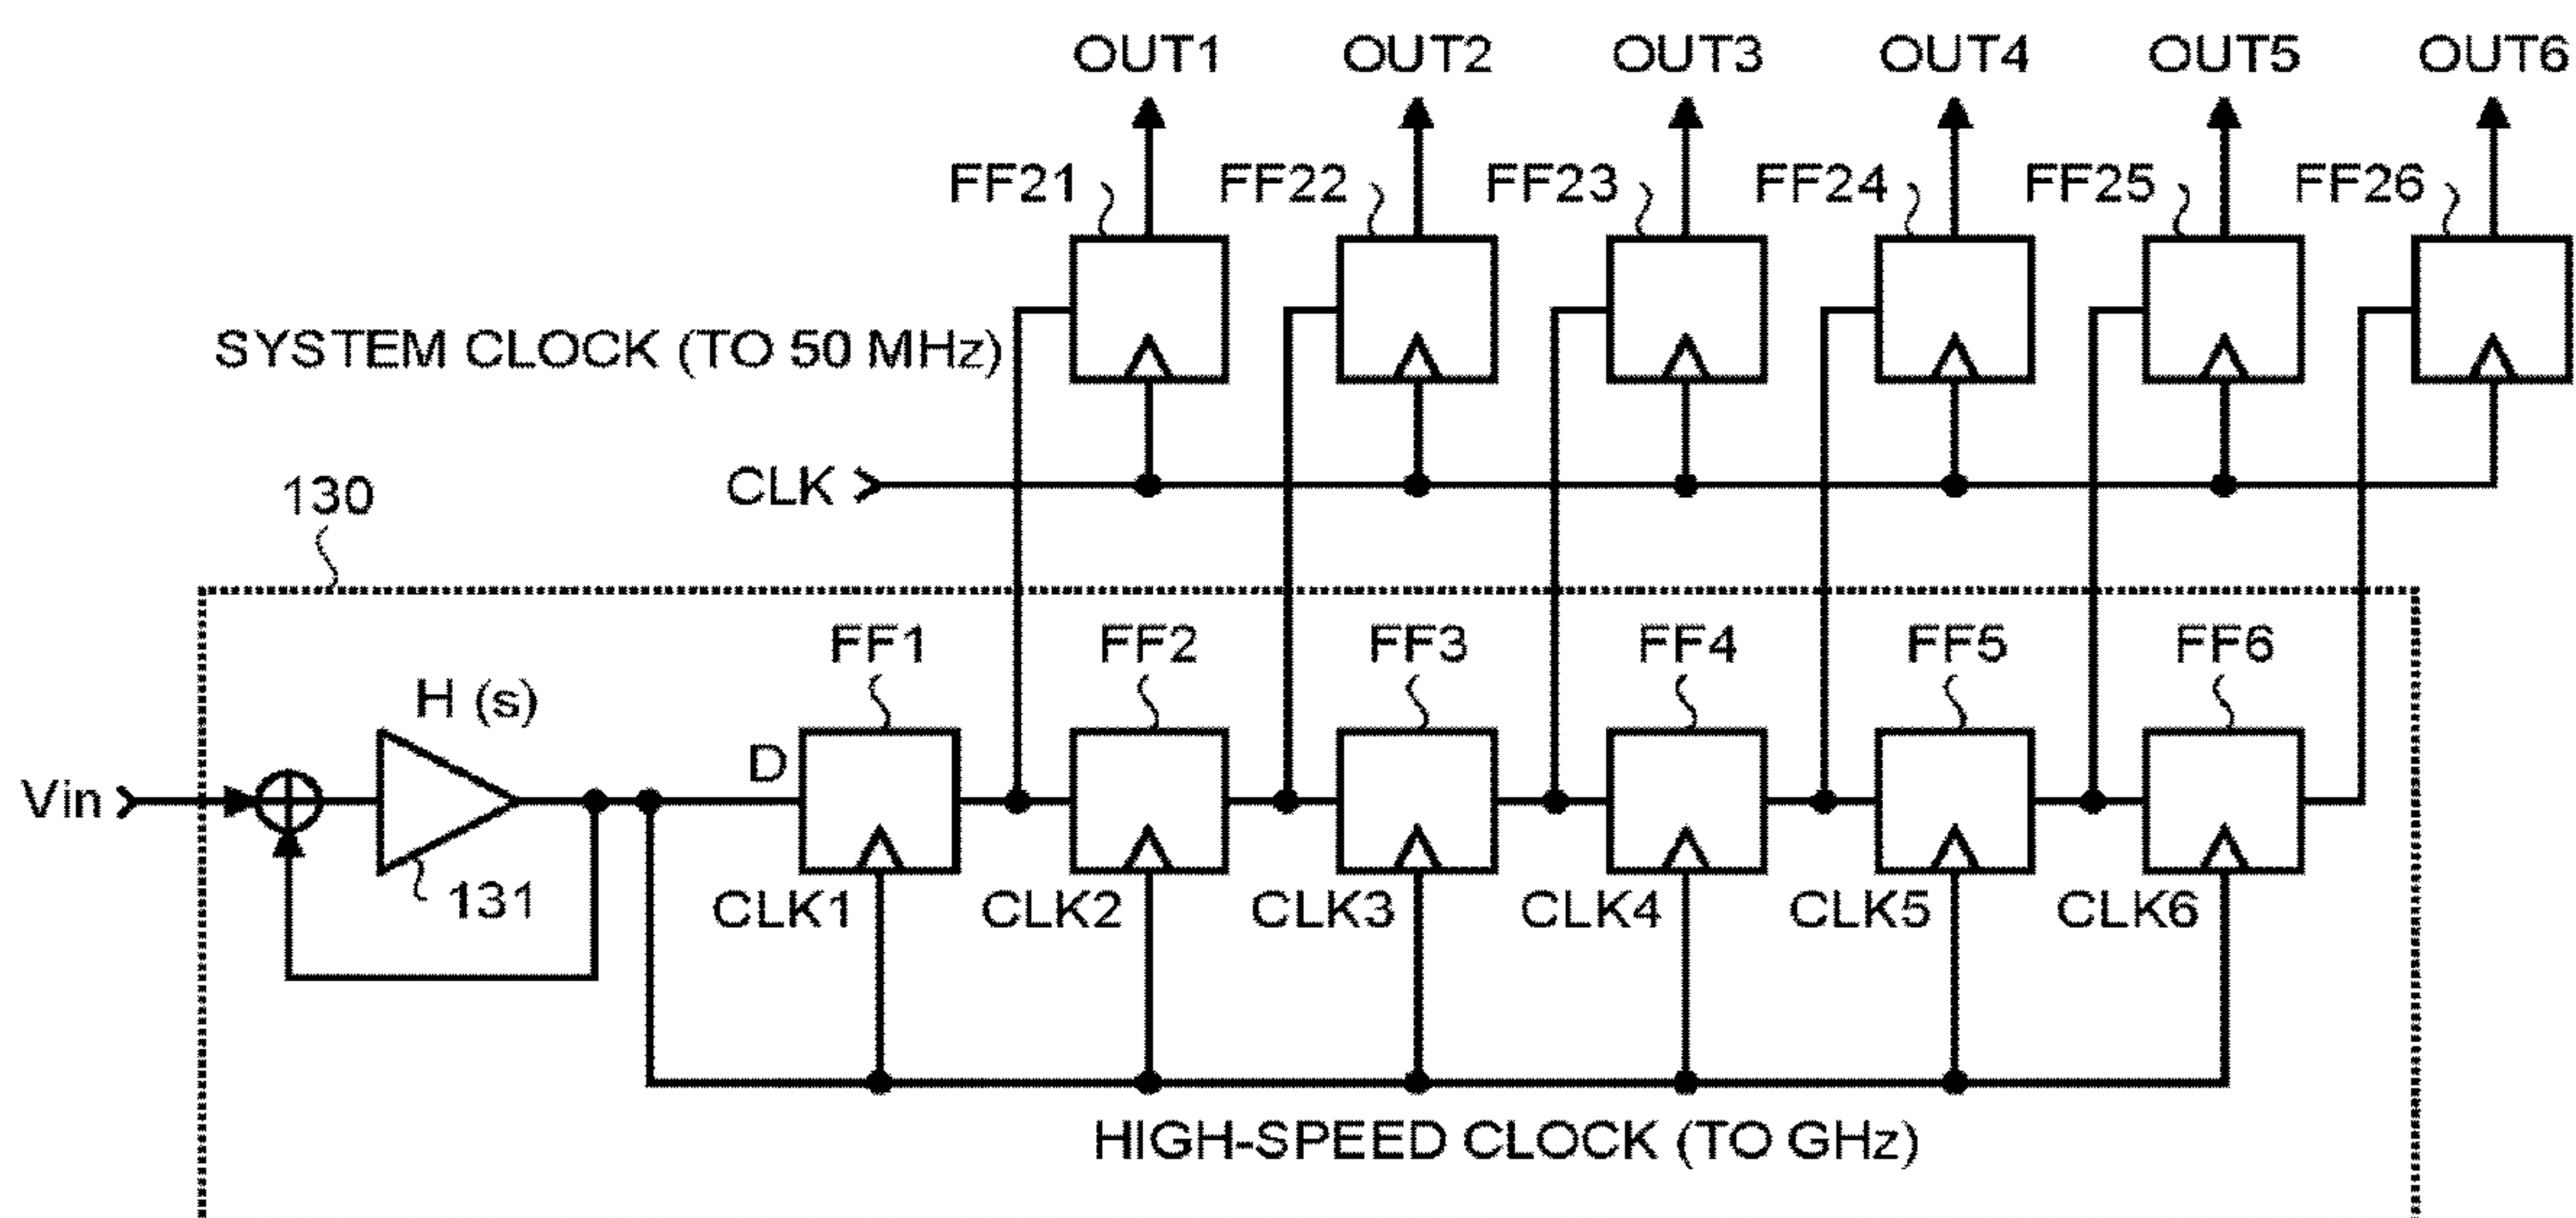 OUT1 OUT2 OUT3 OUT4 OUT5 OUT6
FF21 FF22 FF23 FF24 FF25 FF26
SYSTEM CLOCK (TO 50 MHz)
CLK
130
FF1 FF2 FF3 FF4 FF5 FF6
H (s)
D
Vin
131
CLK1 CLK2 CLK3 CLK4 CLK5 CLK6
HIGH-SPEED CLOCK (TO GHz)